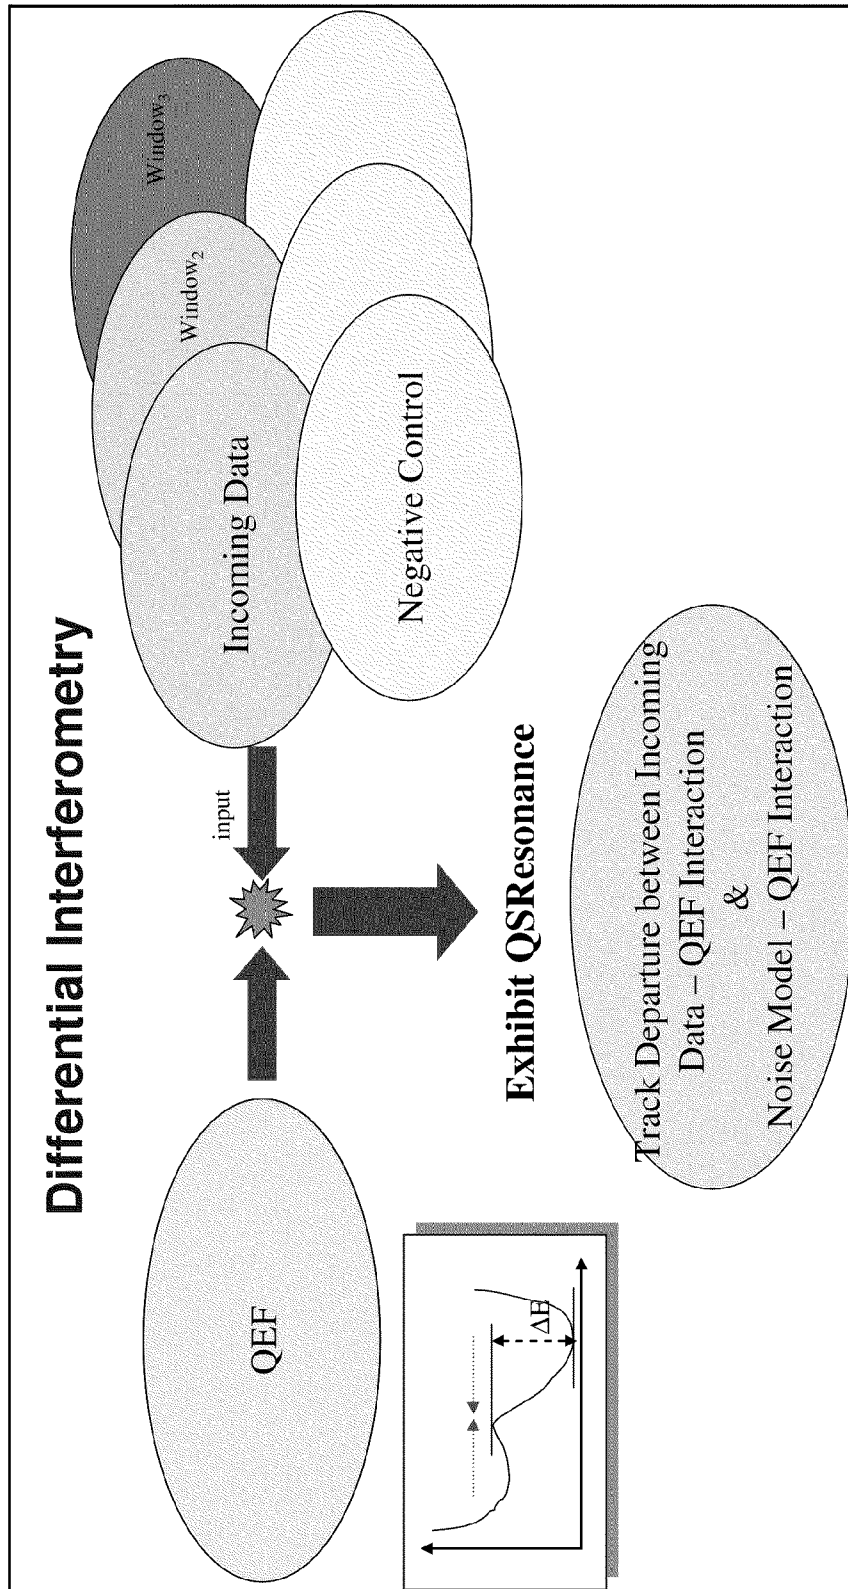 Differential Interferometry
QEF
input
Incoming Data
Window₂
Window₃
Negative Control
ΔE
Exhibit QSResonance
Track Departure between Incoming
Data – QEF Interaction
&
Noise Model – QEF Interaction